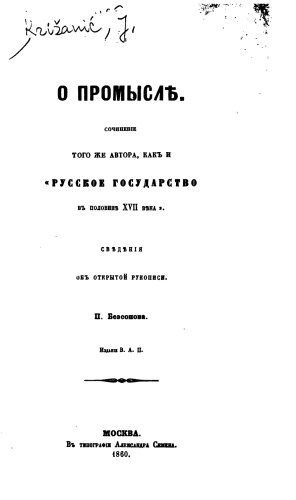 Križanić, J.
О ПРОМЫСЛѢ.
СОЧИНЕНІЕ
ТОГО ЖЕ АВТОРА, КАКЪ И
«РУССКОЕ ГОСУДАРСТВО
ВЪ ПОЛОВИНѢ XVII ВѢКА».
СВѢДѢНІЯ
ОБЪ ОТКРЫТОЙ РУКОПИСИ.
П. Безсонова.
Изданіе В. А. П.
МОСКВА.
Въ типографіи Александра Семена.
1860.